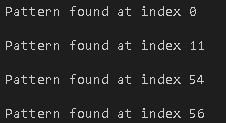 Pattern found at index 0
Pattern found at index 11
Pattern found at index 54
Pattern found at index 56